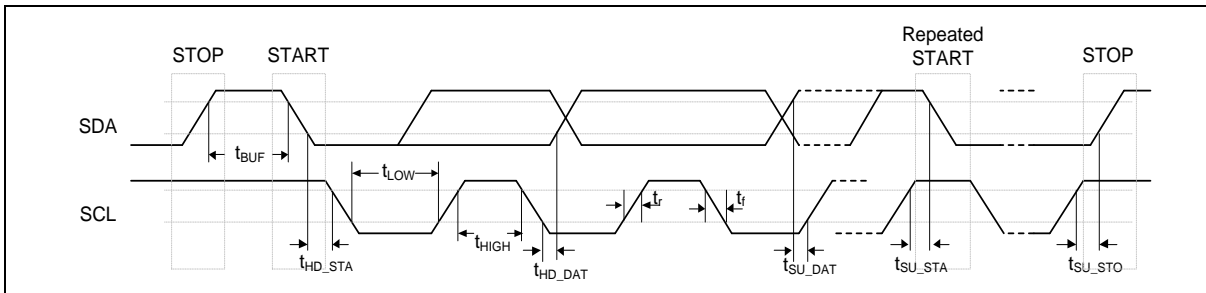 STOP START Repeated START STOP
SDA
tBUF
tLOW
SCL
tr tf
tHIGH
tHD_STA tHD_DAT tSU_DAT tSU_STA tSU_STO